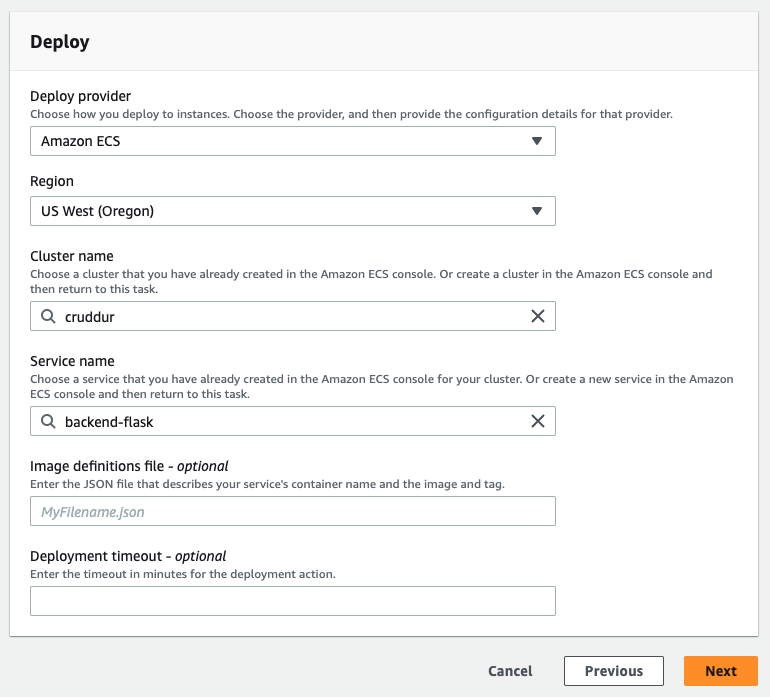 Deploy
Deploy provider
Choose how you deploy to instances. Choose the provider, and then provide the configuration details for that provider.
Amazon ECS
Region
US West (Oregon)
Cluster name
Choose a cluster that you have already created in the Amazon ECS console. Or create a cluster in the Amazon ECS console and
then return to this task.
cruddur
Service name
Choose a service that you have already created in the Amazon ECS console for your cluster. Or create a new service in the Amazon
ECS console and then return to this task.
backend-flask
Image definitions file - optional
Enter the JSON file that describes your service's container name and the image and tag.
MyFilename.json
Deployment timeout - optional
Enter the timeout in minutes for the deployment action.
Cancel Previous Next